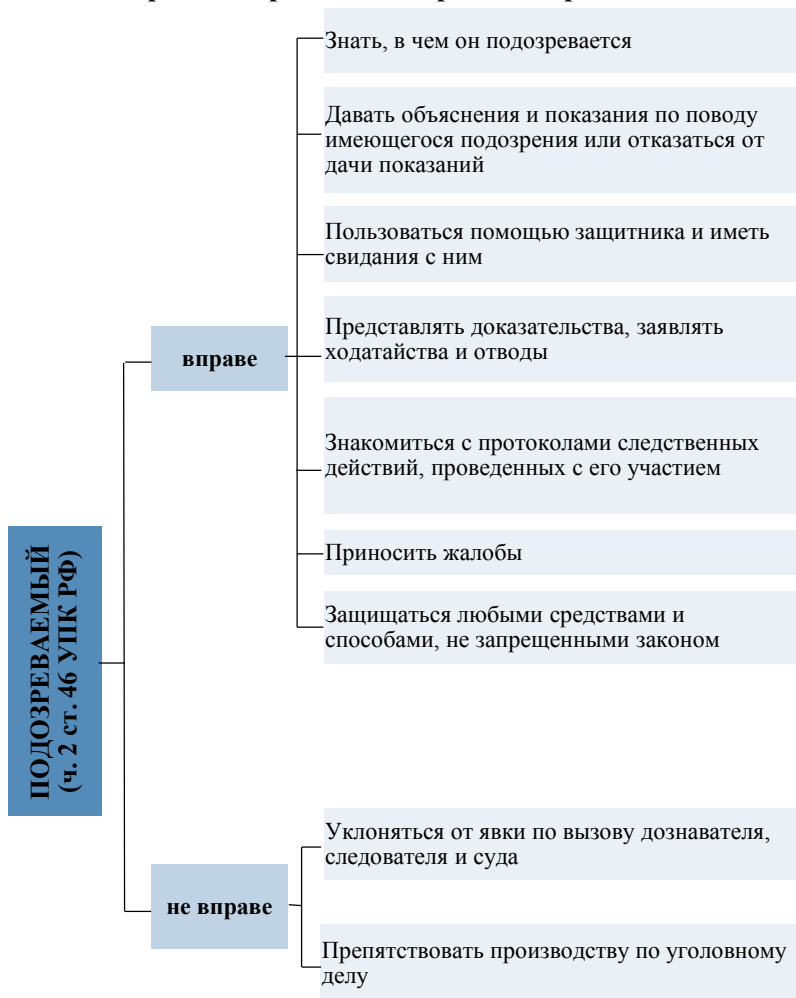 Знать, в чем он подозревается
Давать объяснения и показания по поводу
имеющегося подозрения или отказаться от
дачи показаний
Пользоваться помощью защитника и иметь
свидания с ним
Представлять доказательства, заявлять
ходатайства и отводы
вправе
Знакомиться с протоколами следственных
действий, проведенных с его участием
Приносить жалобы
Защищаться любыми средствами и
способами, не запрещенными законом
ПОДОЗРЕВАЕМЫЙ
(ч. 2 ст. 46 УПК РФ)
Уклоняться от явки по вызову дознавателя,
следователя и суда
не вправе
Препятствовать производству по уголовному
делу